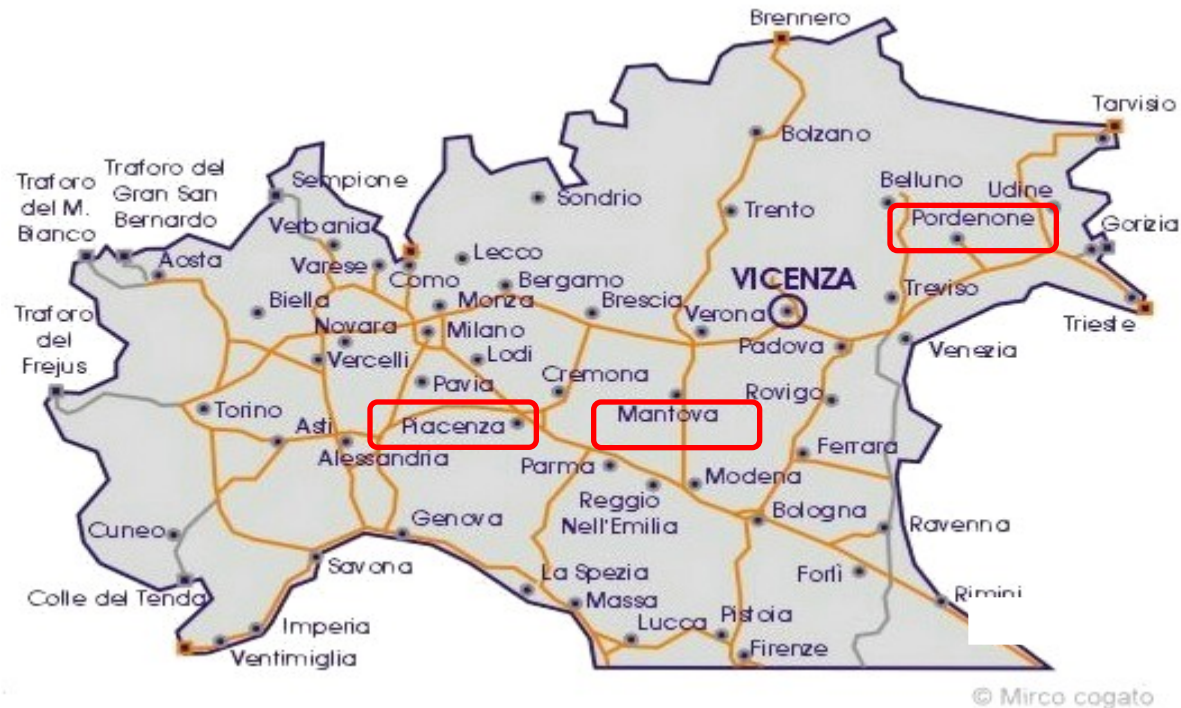 Brennero
Tarvisio
Bolzano
Traforo del M. Bianco
Traforo del Gran San Bernardo
Sempione
Sondrio
Belluno
Udine
Trento
Pordenone
Gorizia
Verbania
Aosta
Varese
Como
Lecco
Bergamo
VICENZA
Biella
Monza
Brescia
Verona
Treviso
Traforo del Frejus
Novara
Milano
Padova
Venezia
Trieste
Vercelli
Lodi
Pavia
Cremona
Rovigo
Torino
Asti
Piacenza
Mantova
Alessandria
Parma
Ferrara
Modena
Reggio Nell'Emilia
Cuneo
Genova
Bologna
Ravenna
Savona
La Spezia
Forlì
Colle del Tenda
Massa
Rimini
Imperia
Lucca
Pistoia
Ventimiglia
Firenze
© Mirco cogato